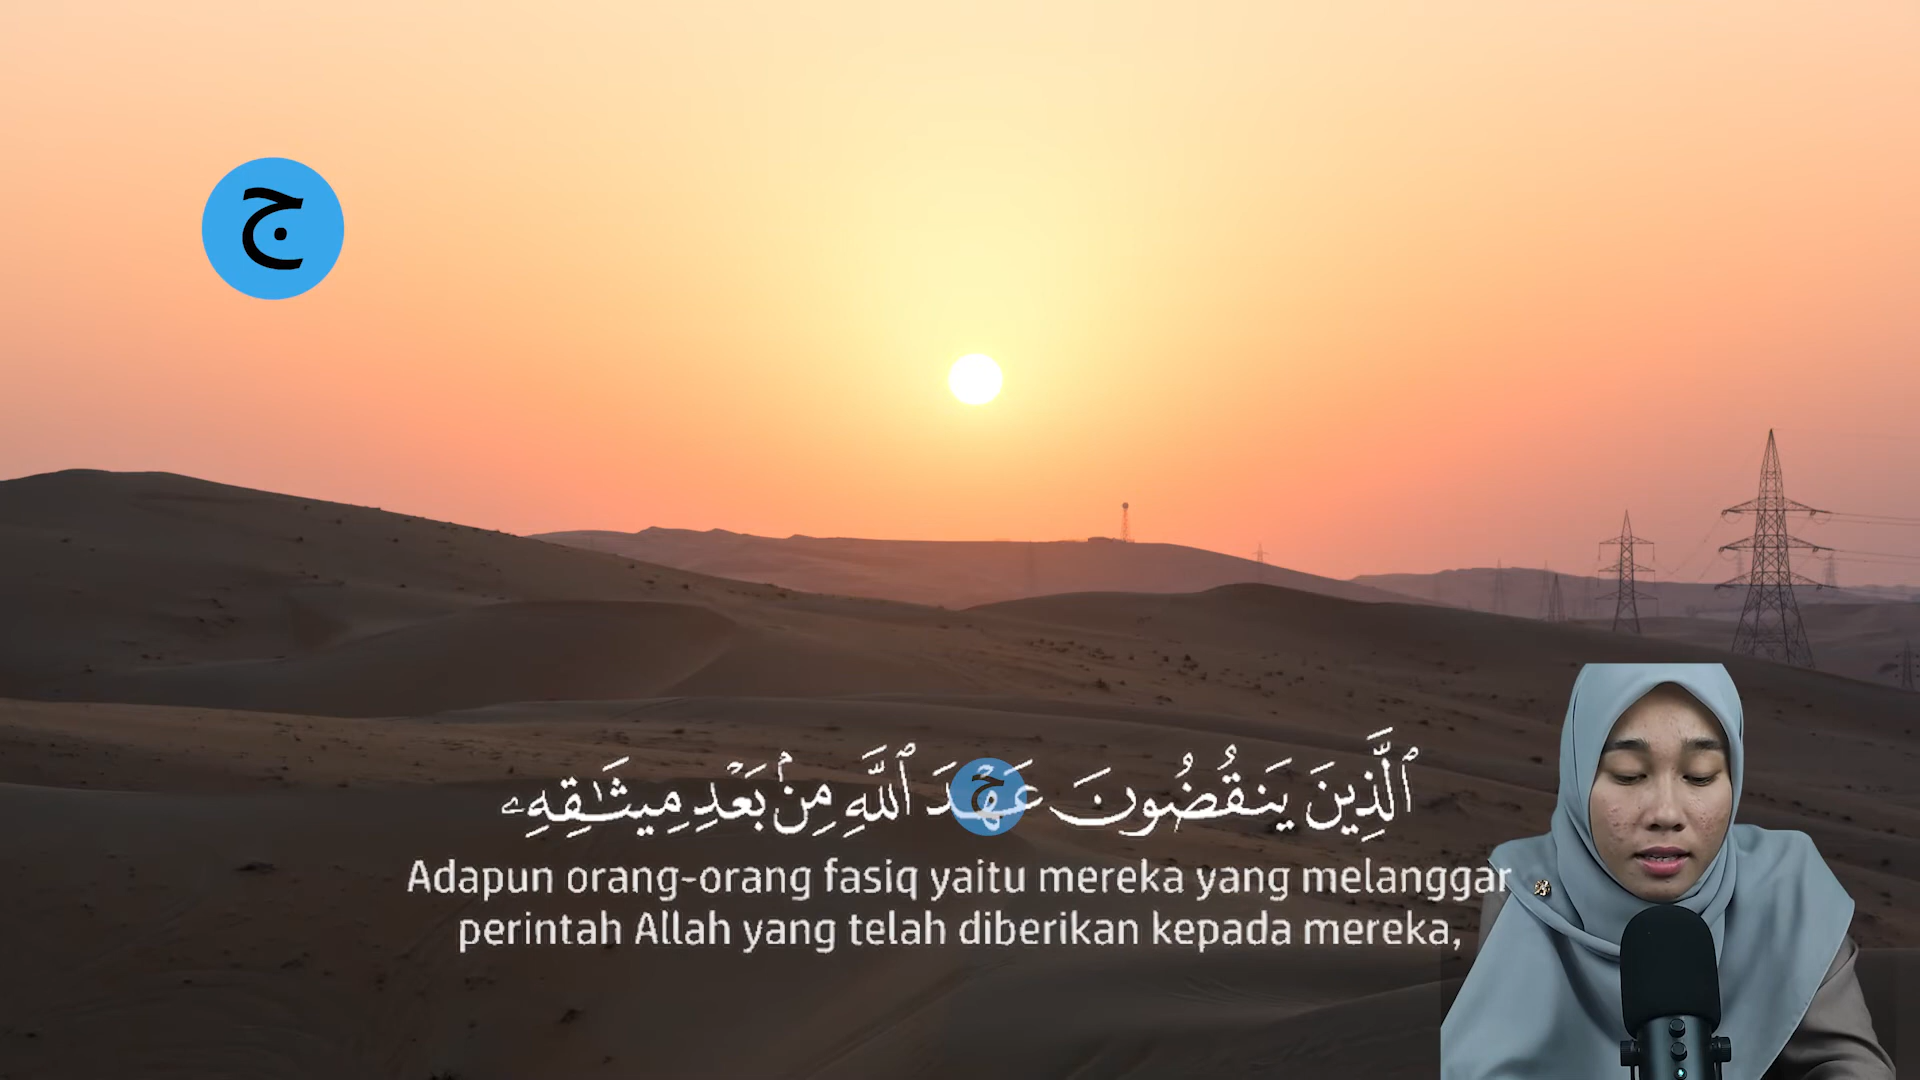 ج
ٱلَّذِينَ يَنقُضُونَ عَهْدَ ٱللَّهِ مِنۢ بَعْدِ مِيثَـٰقِهِۦ
ج
Adapun orang-orang fasiq yaitu mereka yang melanggar
perintah Allah yang telah diberikan kepada mereka,